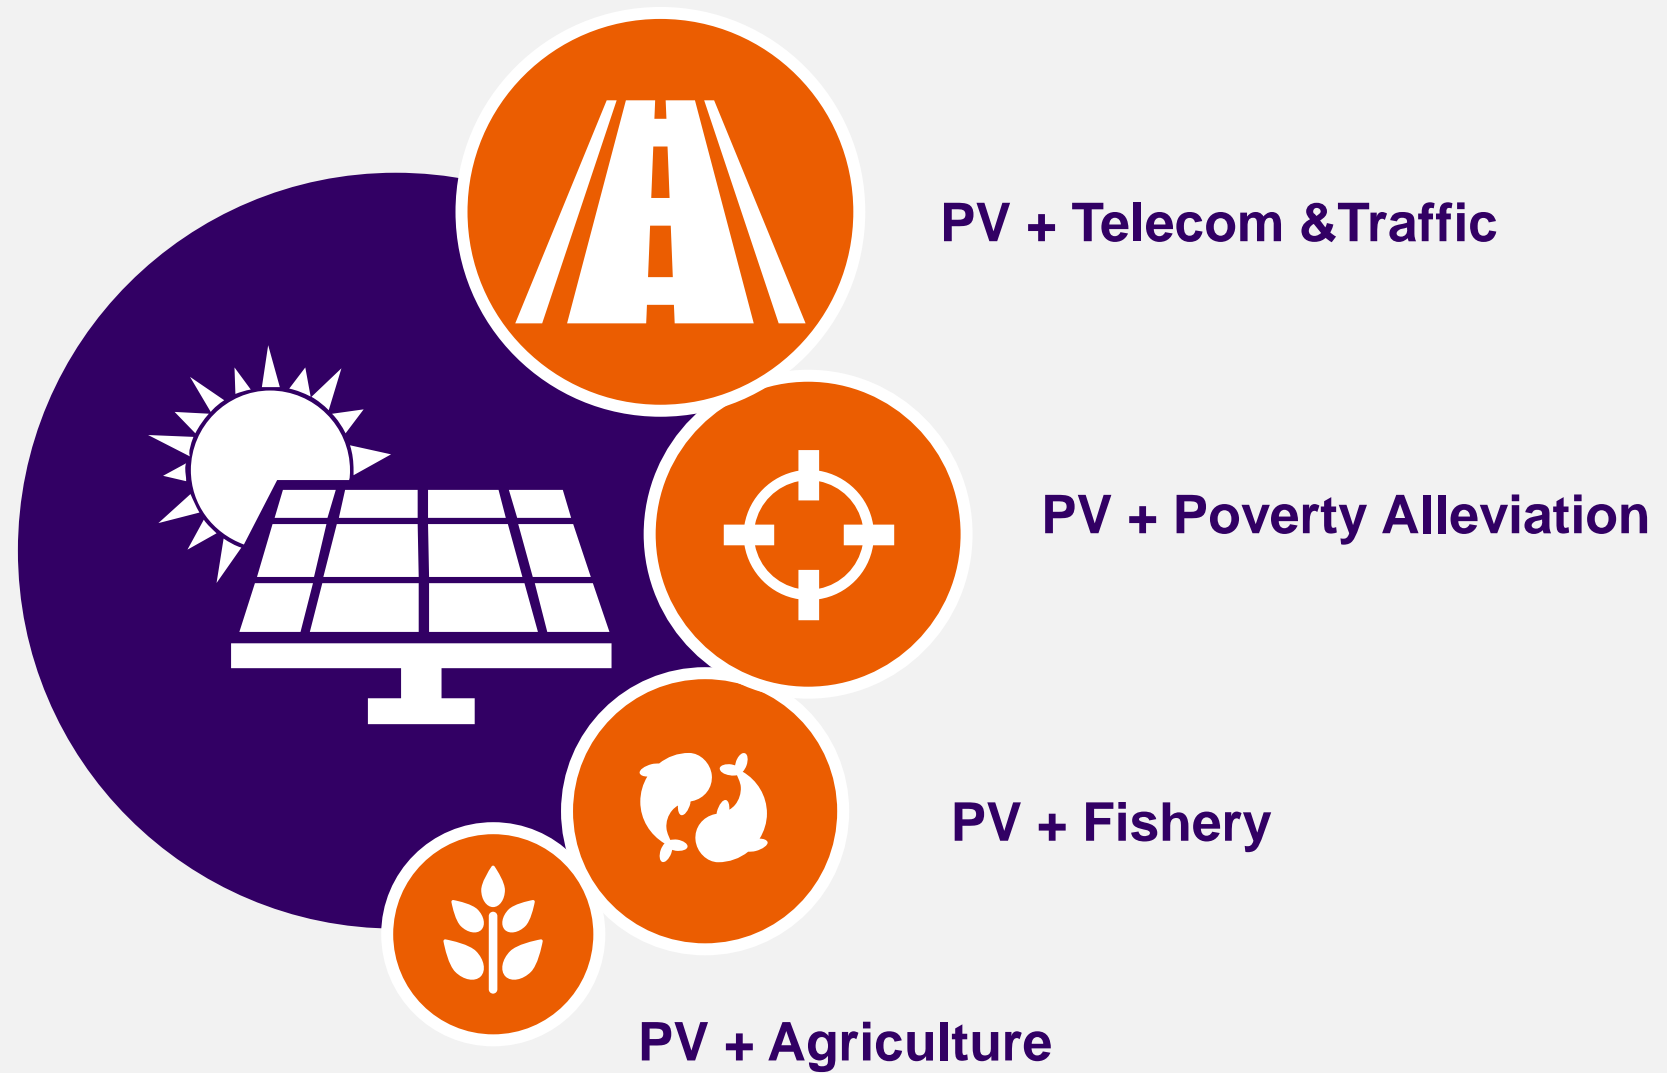 PV + Telecom &Traffic
PV + Poverty Alleviation
PV + Fishery
PV + Agriculture